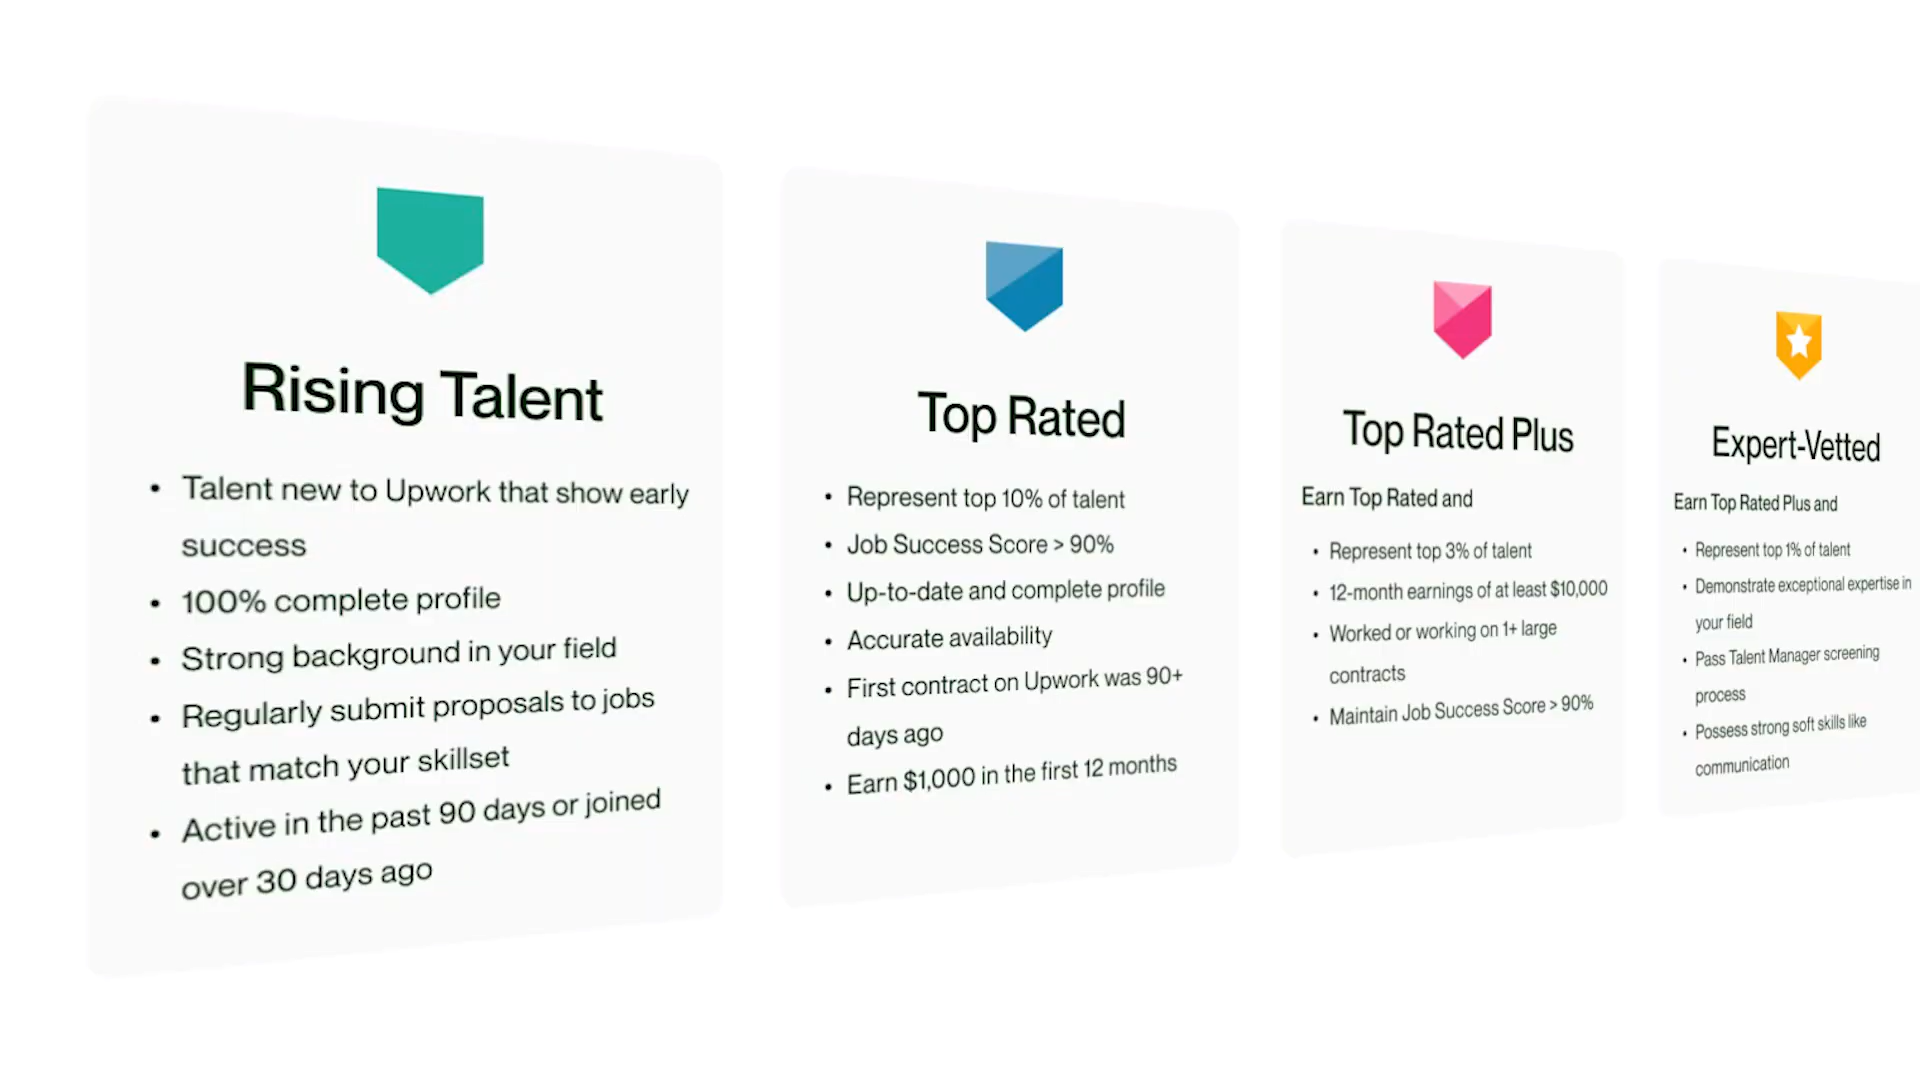 Rising Talent
• Talent new to Upwork that show early
success
• 100% complete profile
• Strong background in your field
• Regularly submit proposals to jobs
that match your skillset
• Active in the past 90 days or joined
over 30 days ago
Top Rated
• Represent top 10% of talent
• Job Success Score > 90%
• Up-to-date and complete profile
• Accurate availability
• First contract on Upwork was 90+
days ago
• Earn $1,000 in the first 12 months
Top Rated Plus
Earn Top Rated and
• Represent top 3% of talent
• 12-month earnings of at least $10,000
• Worked or working on 1+ large
contracts
• Maintain Job Success Score > 90%
Expert-Vetted
Earn Top Rated Plus and
• Represent top 1% of talent
• Demonstrate exceptional expertise in
your field
• Pass Talent Manager screening
process
• Possess strong soft skills like
communication